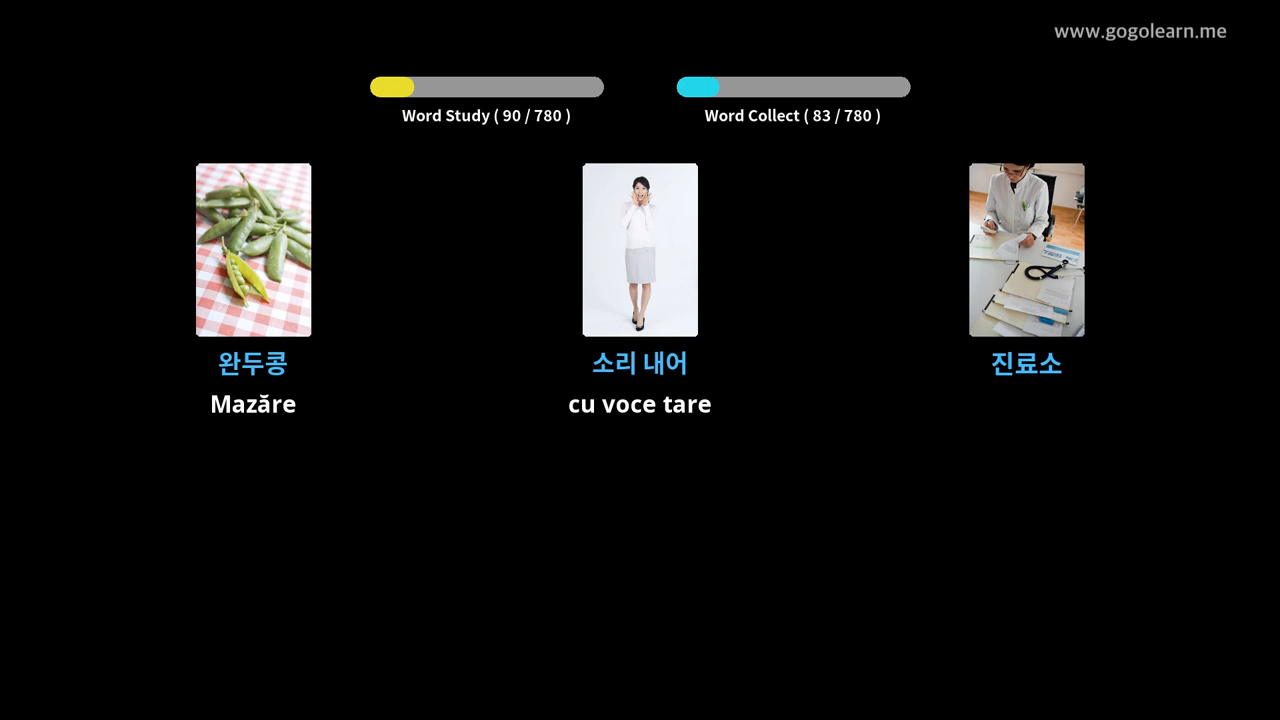 www.gogolearn.me
Word Study ( 90 / 780 )
Word Collect ( 83 / 780 )
완두콩
소리 내어
진료소
Mazăre
cu voce tare